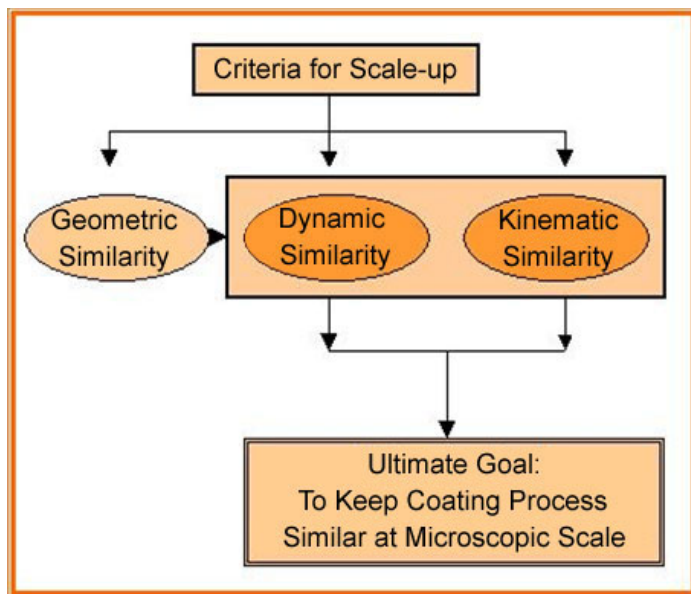 Criteria for Scale-up
Geometric
Similarity
Dynamic
Similarity
Kinematic
Similarity
Ultimate Goal:
To Keep Coating Process
Similar at Microscopic Scale